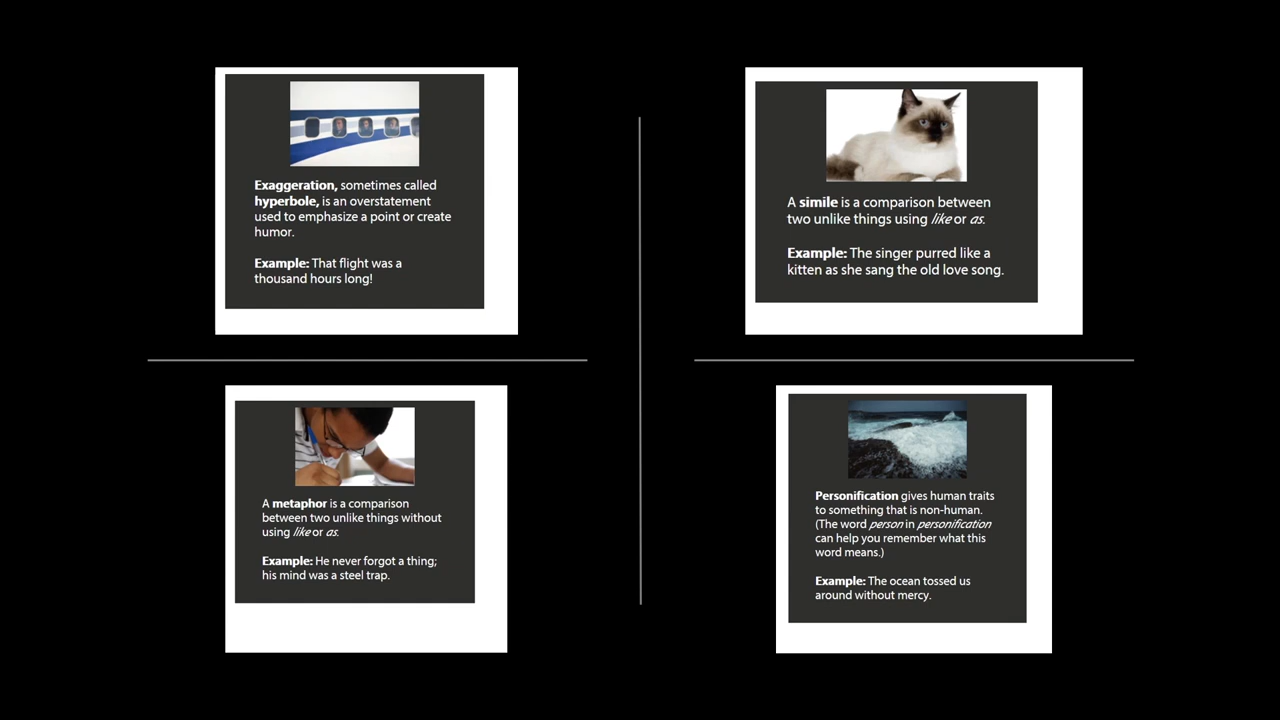 Exaggeration, sometimes called
hyperbole, is an overstatement
used to emphasize a point or create
humor.
Example: That flight was a
thousand hours long!
A simile is a comparison between
two unlike things using like or as.
Example: The singer purred like a
kitten as she sang the old love song.
A metaphor is a comparison
between two unlike things without
using like or as.
Example: He never forgot a thing;
his mind was a steel trap.
Personification gives human traits
to something that is non-human.
(The word person in personification
can help you remember what this
word means.)
Example: The ocean tossed us
around without mercy.